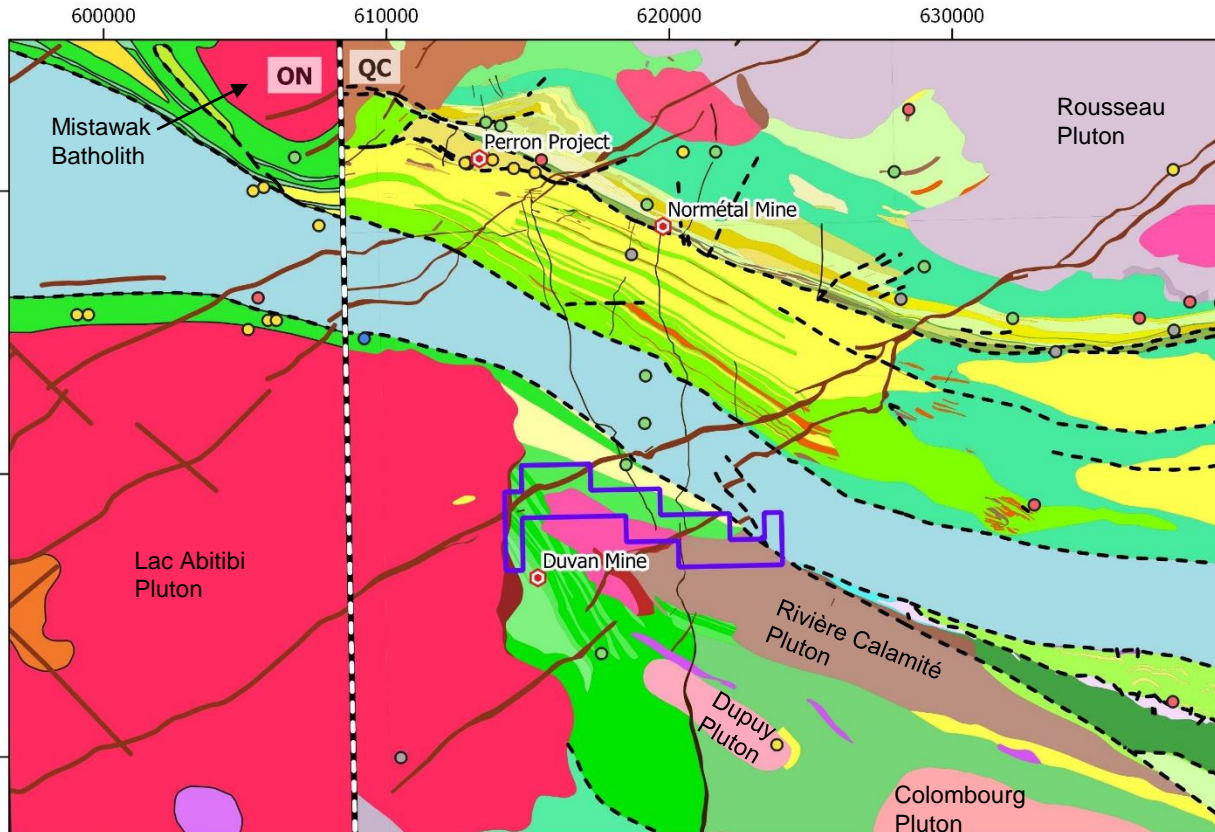 600000
610000
620000
630000
ON
QC
Mistawak
Batholith
Perron Project
Rousseau
Pluton
Normétal Mine
Lac Abitibi
Pluton
Duvan Mine
Rivière Calamité
Pluton
Dupuy
Pluton
Colombourg
Pluton